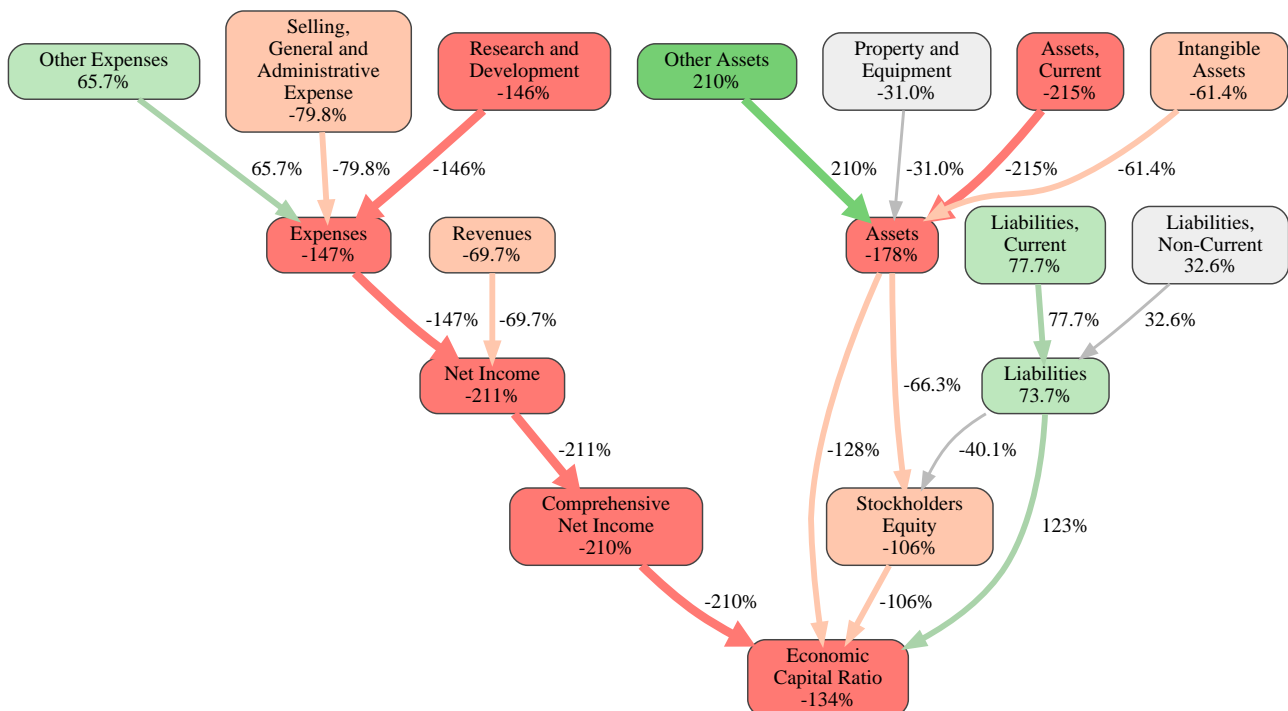 Other Expenses
65.7%
Selling,
General and
Administrative
Expense
-79.8%
Research and
Development
-146%
Other Assets
210%
Property and
Equipment
-31.0%
Assets,
Current
-215%
Intangible
Assets
-61.4%
65.7%
-79.8%
-146%
210%
-31.0%
-215%
-61.4%
Expenses
-147%
Revenues
-69.7%
Assets
-178%
Liabilities,
Current
77.7%
Liabilities,
Non-Current
32.6%
-147%
-69.7%
77.7%
32.6%
Net Income
-211%
-66.3%
Liabilities
73.7%
-211%
-128%
-40.1%
Comprehensive
Net Income
-210%
Stockholders
Equity
-106%
123%
-210%
-106%
Economic
Capital Ratio
-134%